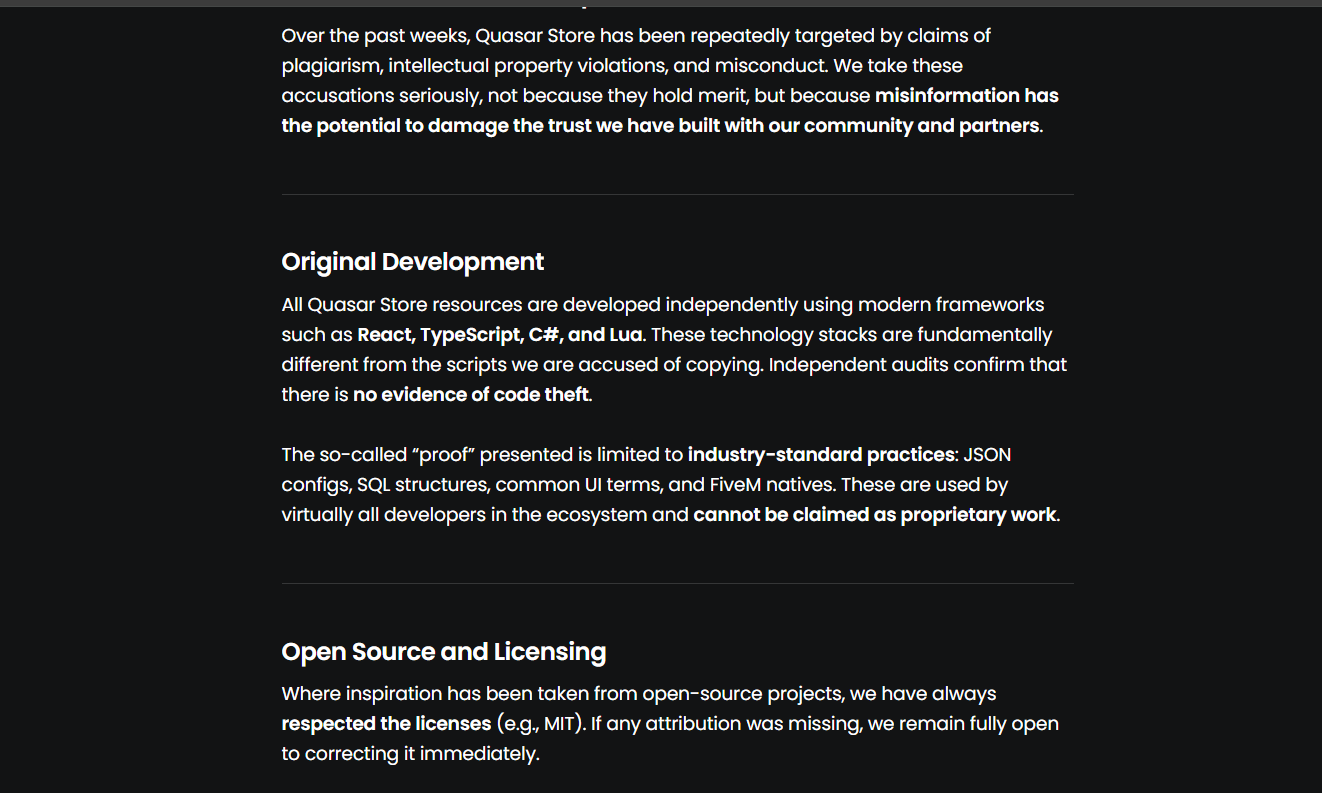 Over the past weeks, Quasar Store has been repeatedly targeted by claims of
plagiarism, intellectual property violations, and misconduct. We take these
accusations seriously, not because they hold merit, but because misinformation has
the potential to damage the trust we have built with our community and partners.
Original Development
All Quasar Store resources are developed independently using modern frameworks
such as React, TypeScript, C#, and Lua. These technology stacks are fundamentally
different from the scripts we are accused of copying. Independent audits confirm that
there is no evidence of code theft.
The so-called “proof” presented is limited to industry-standard practices: JSON
configs, SQL structures, common UI terms, and FiveM natives. These are used by
virtually all developers in the ecosystem and cannot be claimed as proprietary work.
Open Source and Licensing
Where inspiration has been taken from open-source projects, we have always
respected the licenses (e.g., MIT). If any attribution was missing, we remain fully open
to correcting it immediately.